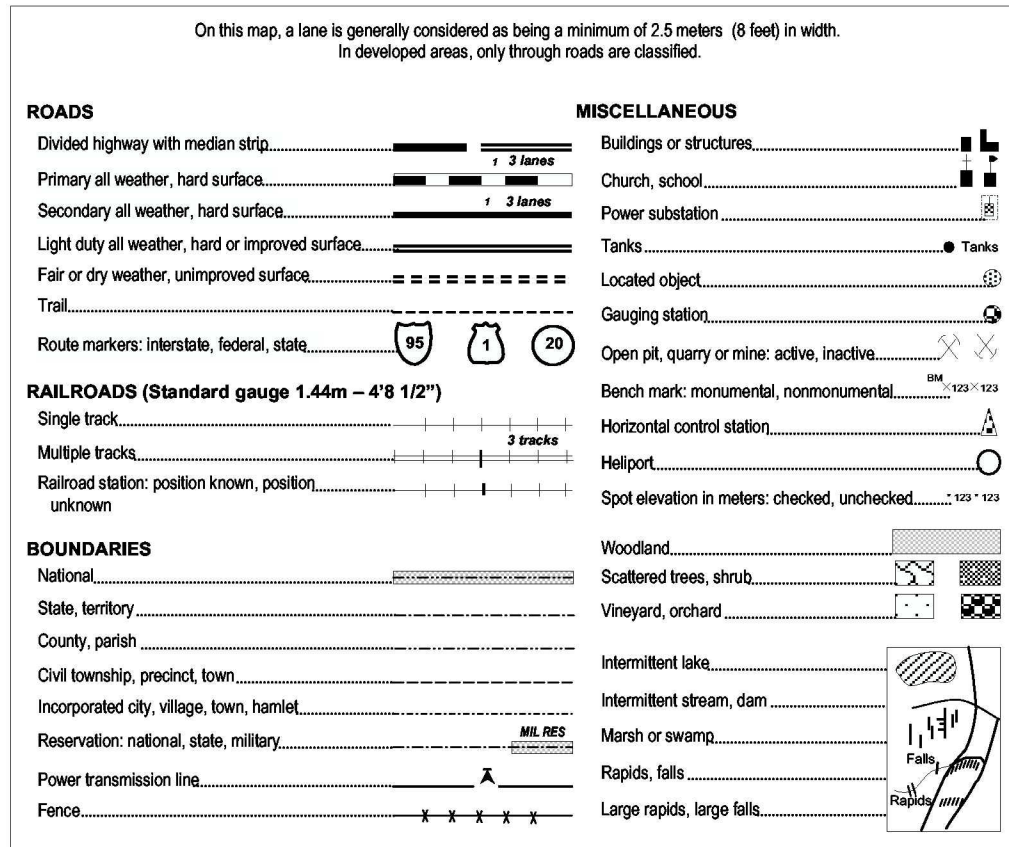 On this map, a lane is generally considered as being a minimum of 2.5 meters (8 feet) in width.
In developed areas, only through roads are classified.
ROADS
Divided highway with median strip
1 3 lanes
Primary all weather, hard surface
1 3 lanes
Secondary all weather, hard surface
Light duty all weather, hard or improved surface
Fair or dry weather, unimproved surface
Trail
Route markers: interstate, federal, state
95 1 20
RAILROADS (Standard gauge 1.44m – 4'8 1/2")
Single track
3 tracks
Multiple tracks
Railroad station: position known, position
unknown
BOUNDARIES
National
State, territory
County, parish
Civil township, precinct, town
Incorporated city, village, town, hamlet
Reservation: national, state, military
MIL RES
Power transmission line
Fence
MISCELLANEOUS
Buildings or structures
Church, school
Power substation
Tanks Tanks
Located object
Gauging station
Open pit, quarry or mine: active, inactive
Bench mark: monumental, nonmonumental BM ×123 ×123
Horizontal control station
Heliport
Spot elevation in meters: checked, unchecked 123 123
Woodland
Scattered trees, shrub
Vineyard, orchard
Intermittent lake
Intermittent stream, dam
Marsh or swamp
Falls
Rapids, falls
Rapids
Large rapids, large falls